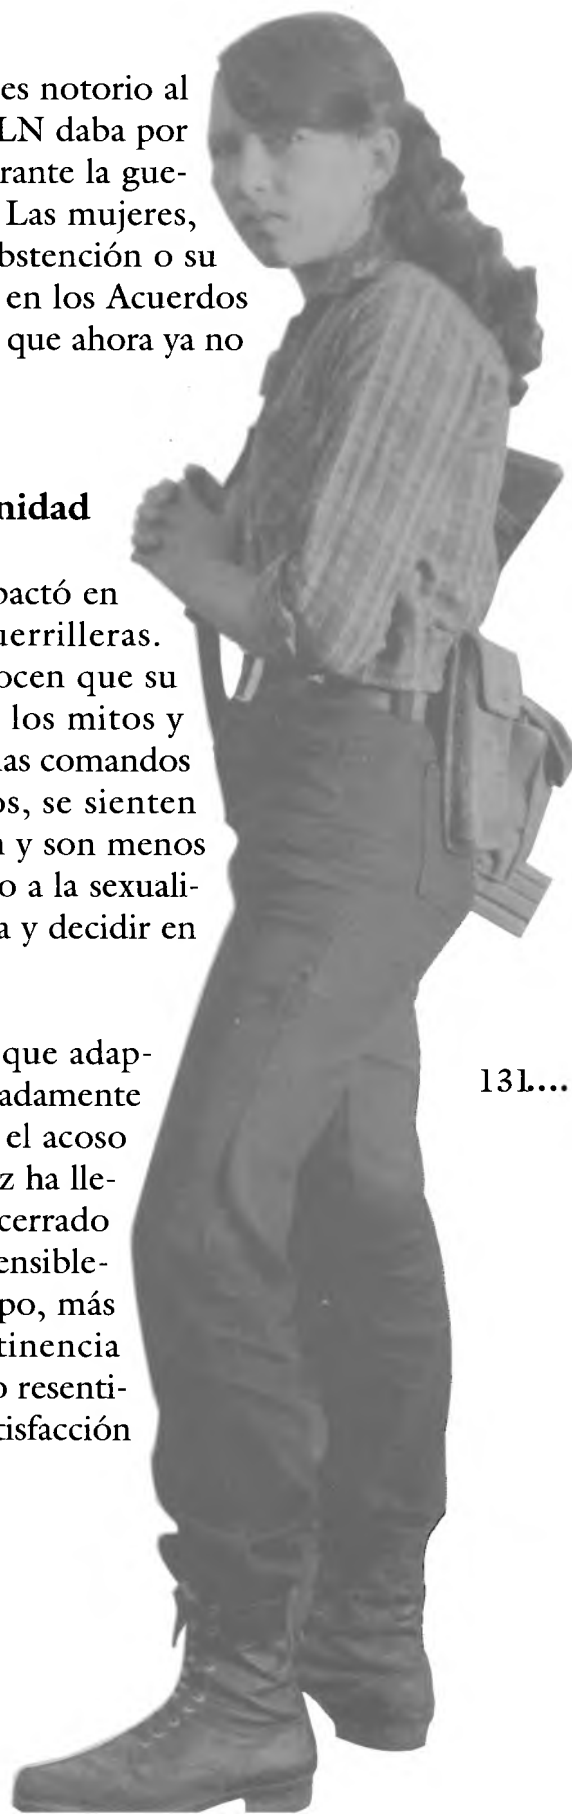 es notorio al
LN daba por
rante la gue-
Las mujeres,
bstención o su
en los Acuerdos
que ahora ya no
nidad
pactó en
uerrilleras.
ocen que su
los mitos y
las comandos
os, se sienten
n y son menos
o a la sexuali-
a y decidir en
que adap-
adamente
131....
el acoso
z ha lle-
cerrado
ensible-
po, más
tinencia
o resenti-
tisfacción